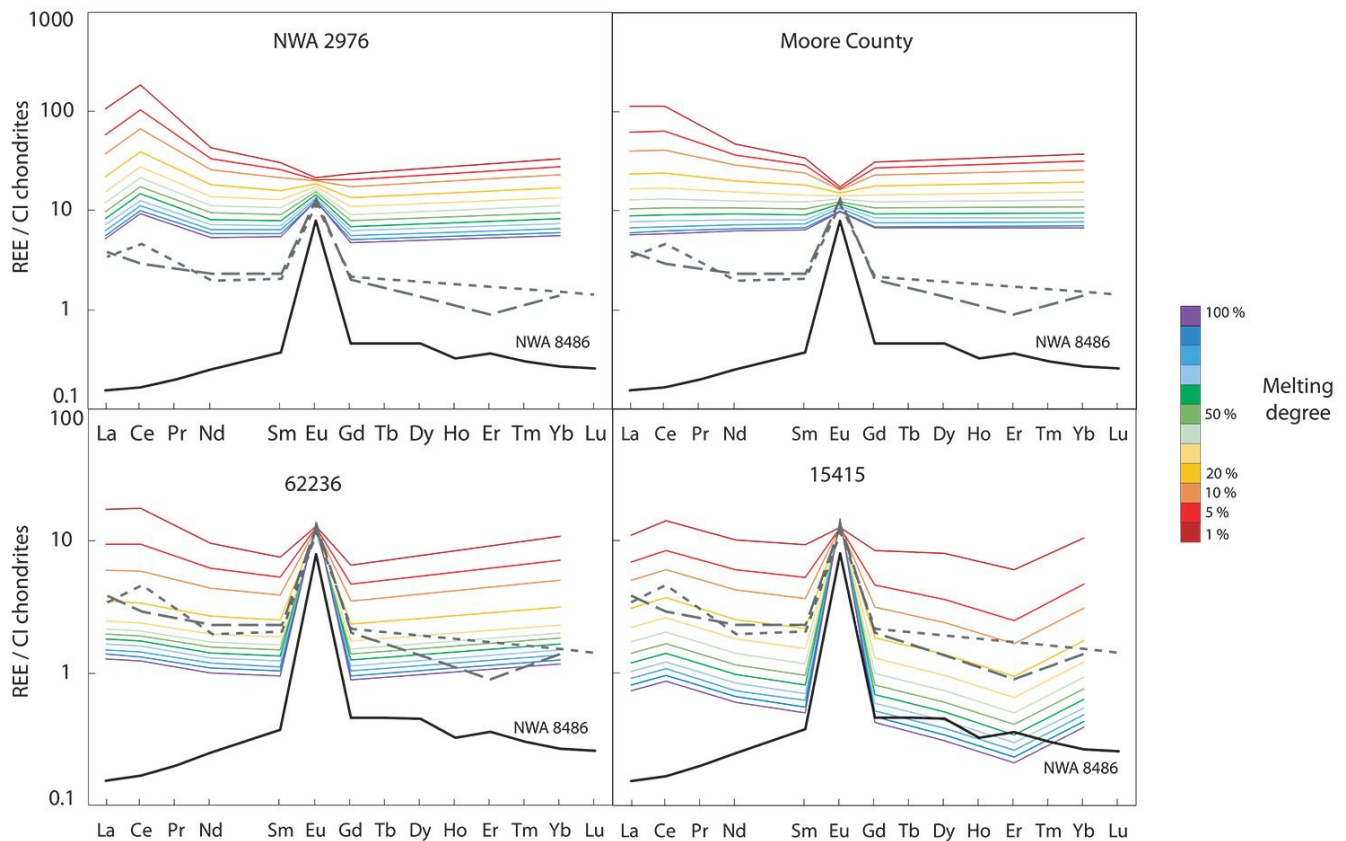 NWA 2976
Moore County
1000
100
10
1
0.1
REE / CI chondrites
NWA 8486
NWA 8486
La Ce Pr Nd Sm Eu Gd Tb Dy Ho Er Tm Yb Lu
La Ce Pr Nd Sm Eu Gd Tb Dy Ho Er Tm Yb Lu
62236
15415
100
10
1
0.1
REE / CI chondrites
NWA 8486
NWA 8486
La Ce Pr Nd Sm Eu Gd Tb Dy Ho Er Tm Yb Lu
La Ce Pr Nd Sm Eu Gd Tb Dy Ho Er Tm Yb Lu
100 %
50 %
20 %
10 %
5 %
1 %
Melting
degree